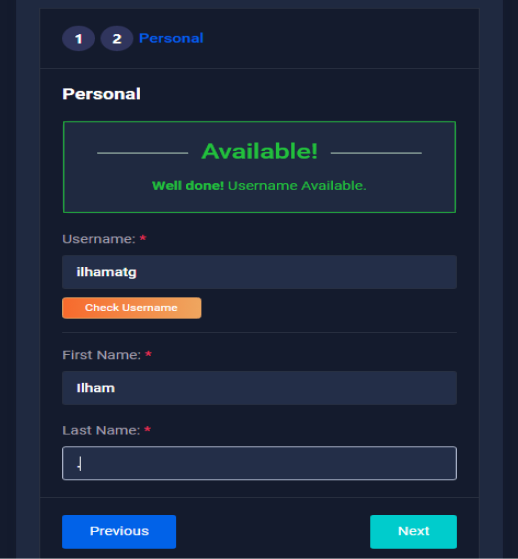 1 2 Personal
Personal
Available!
Well done! Username Available.
Username: *
ilhamatg
Check Username
First Name: *
Ilham
Last Name: *
.
Previous Next